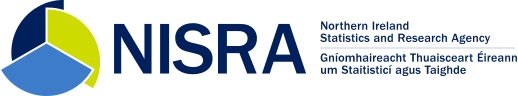 NISRA
Northern Ireland
Statistics and Research Agency
Gníomhaireacht Thuaisceart Éireann
um Staitisticí agus Taighde